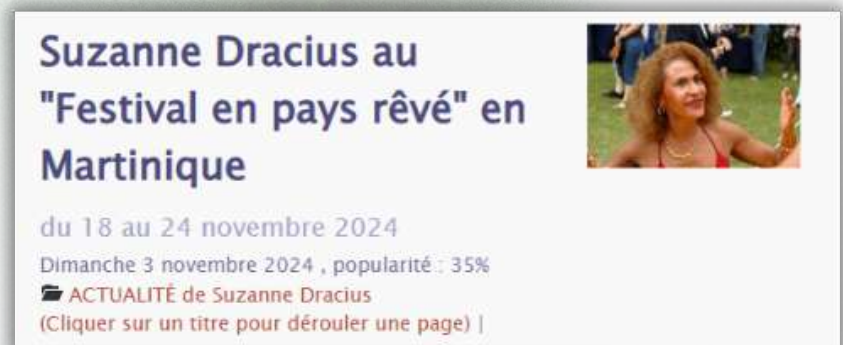 Suzanne Dracius au
"Festival en pays rêvé" en
Martinique
du 18 au 24 novembre 2024
Dimanche 3 novembre 2024 , popularité : 35%
ACTUALITÉ de Suzanne Dracius
(Cliquer sur un titre pour dérouler une page) |